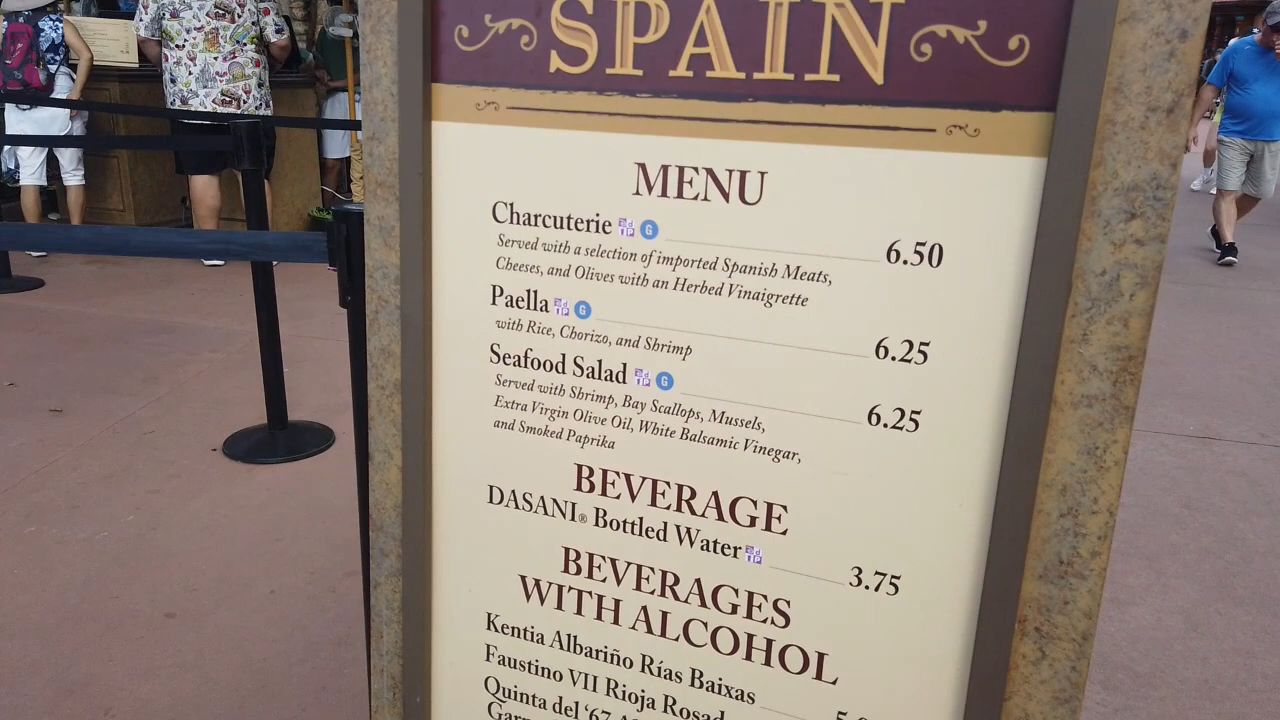 SPAIN
MENU
Charcuterie G 6.50
Served with a selection of imported Spanish Meats,
Cheeses, and Olives with an Herbed Vinaigrette
Paella G 6.25
with Rice, Chorizo, and Shrimp
Seafood Salad G 6.25
Served with Shrimp, Bay Scallops, Mussels,
Extra Virgin Olive Oil, White Balsamic Vinegar,
and Smoked Paprika
BEVERAGE
DASANI® Bottled Water 3.75
BEVERAGES
WITH ALCOHOL
Kentia Albariño Rías Baixas
Faustino VII Rioja Rosad
Quinta del '67